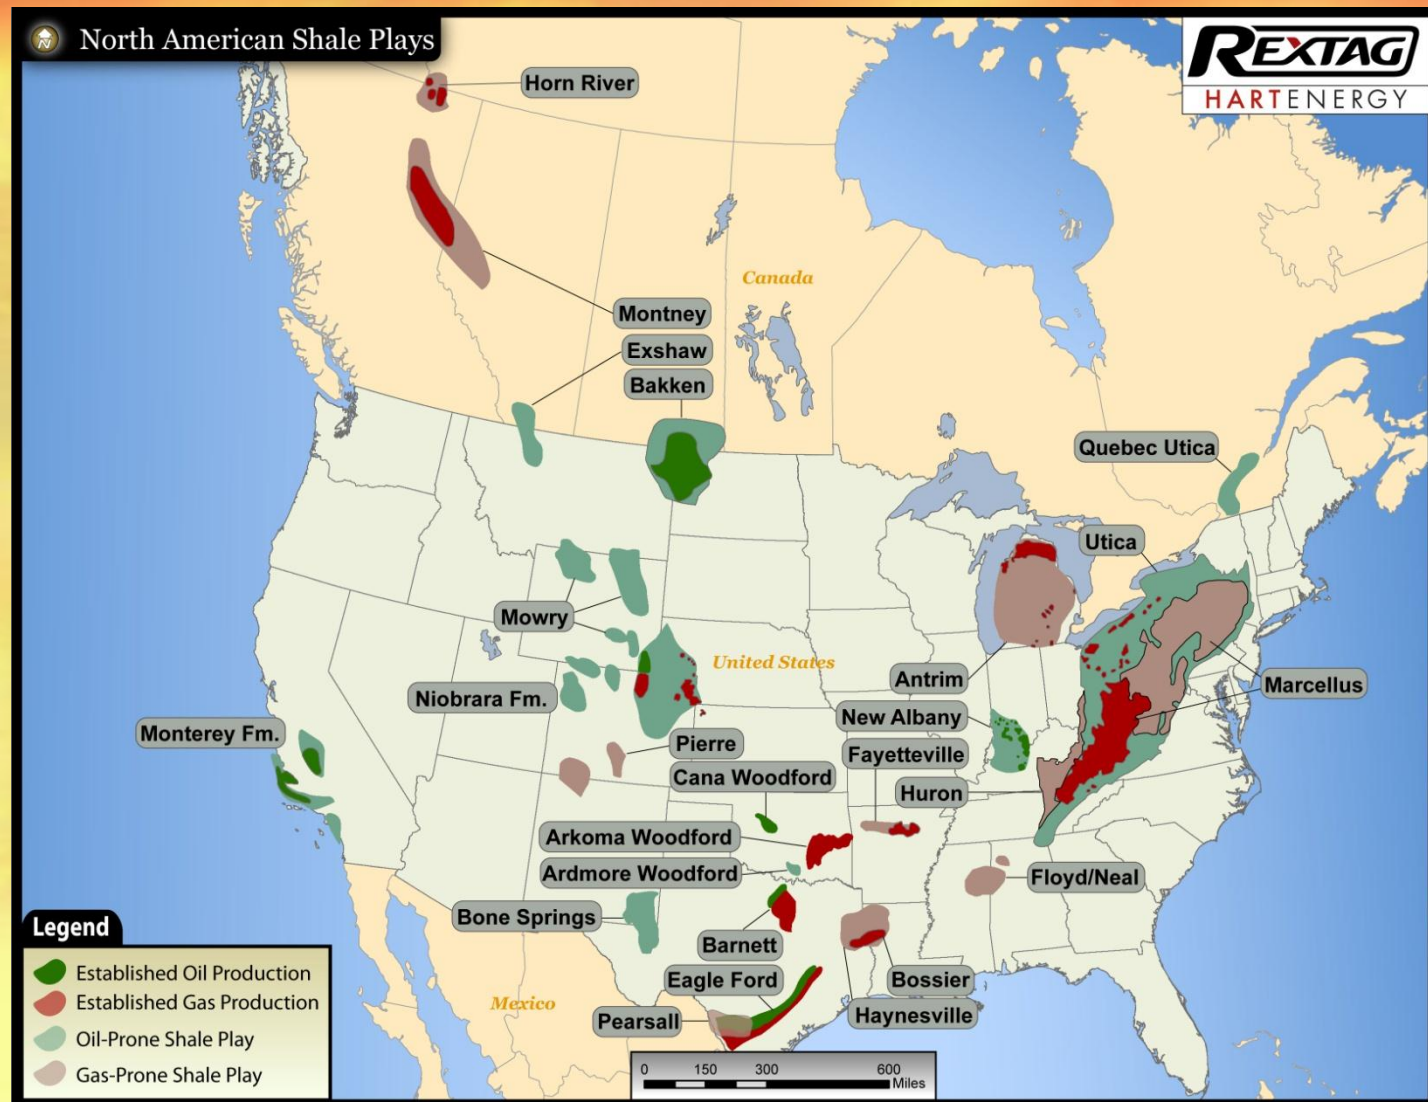 N
North American Shale Plays
REXTAG
HARTENERGY
Horn River
Canada
Montney
Exshaw
Bakken
Quebec Utica
Utica
Mowry
United States
Antrim
Marcellus
Niobrara Fm.
New Albany
Monterey Fm.
Pierre
Fayetteville
Cana Woodford
Huron
Arkoma Woodford
Ardmore Woodford
Floyd/Neal
Bone Springs
Barnett
Eagle Ford
Bossier
Mexico
Pearsall
Haynesville
Legend
Established Oil Production
Established Gas Production
Oil-Prone Shale Play
Gas-Prone Shale Play
0 150 300 600
Miles